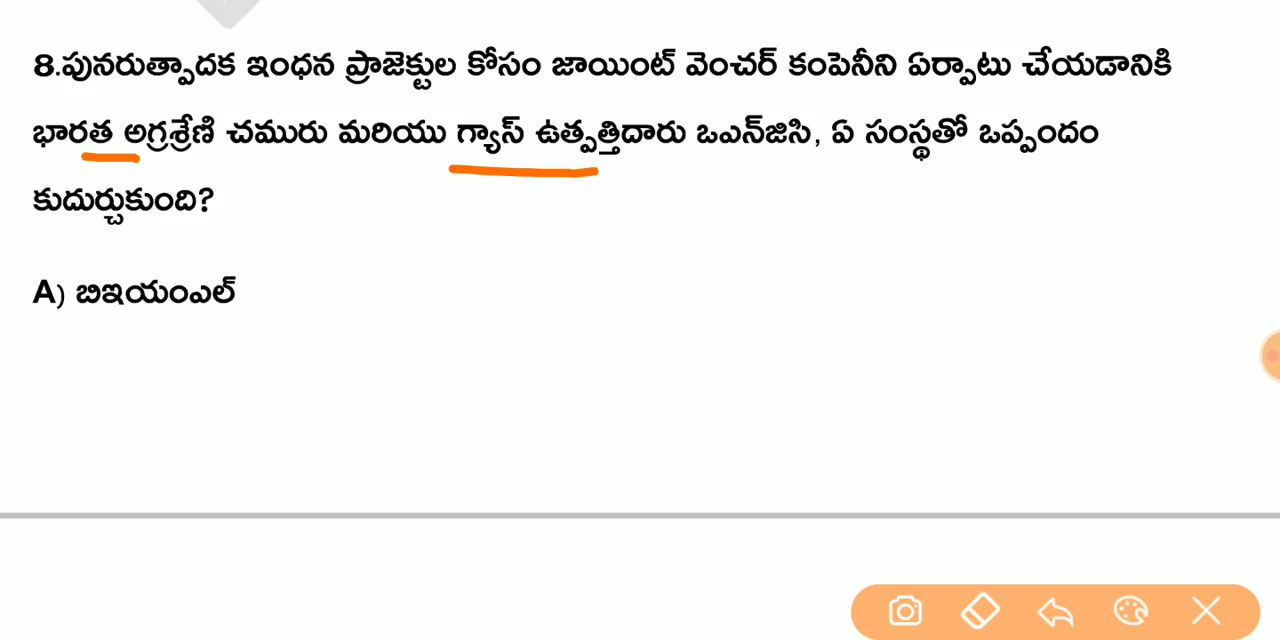 8.పునరుత్పాదక ఇంధన ప్రాజెక్టుల కోసం జాయింట్ వెంచర్ కంపెనీని ఏర్పాటు చేయడానికి
భారత అగ్రశ్రేణి చమురు మరియు గ్యాస్ ఉత్పత్తిదారు ఒఎన్‌జిసి, ఏ సంస్థతో ఒప్పందం
కుదుర్చుకుంది?
A) బిఇయంఎల్